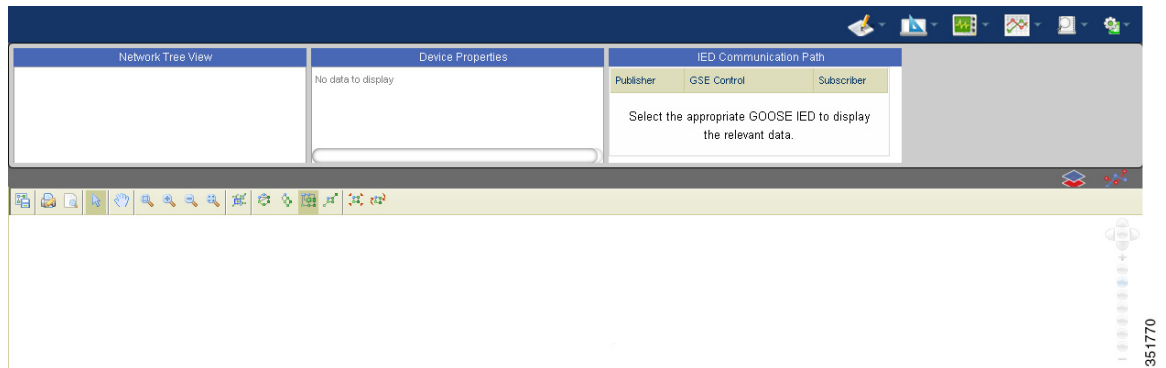 Network Tree View
Device Properties
IED Communication Path
No data to display
Publisher GSE Control Subscriber
Select the appropriate GOOSE IED to display
the relevant data.
351770